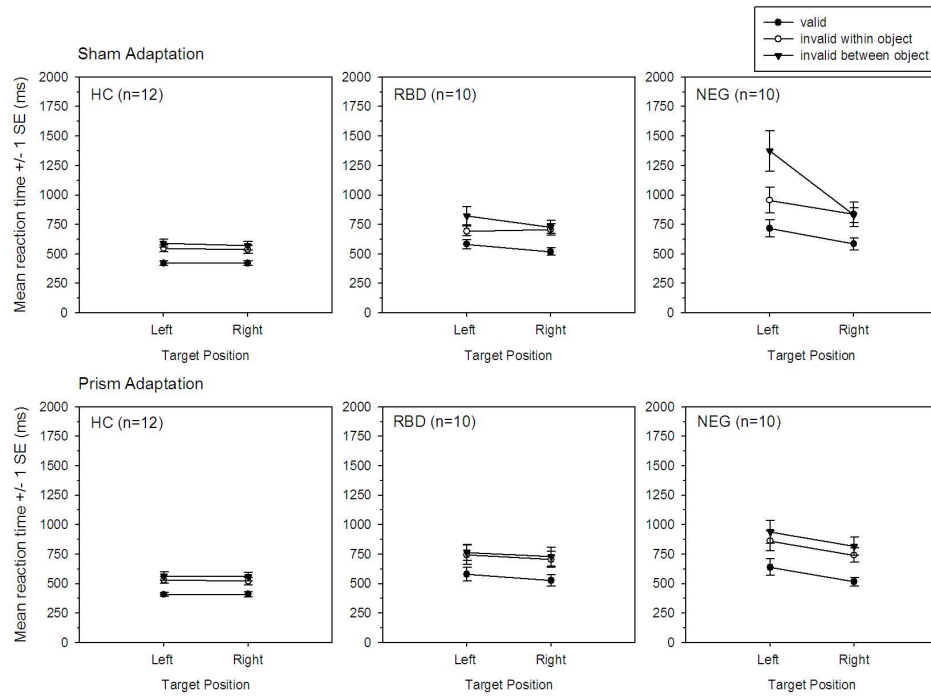 valid
invalid within object
invalid between object
Sham Adaptation
Mean reaction time +/- 1 SE (ms)
2000
1750
1500
1250
1000
750
500
250
0
HC (n=12)
Left
Right
Target Position
2000
1750
1500
1250
1000
750
500
250
0
RBD (n=10)
Left
Right
Target Position
2000
1750
1500
1250
1000
750
500
250
0
NEG (n=10)
Left
Right
Target Position
Prism Adaptation
Mean reaction time +/- 1 SE (ms)
2000
1750
1500
1250
1000
750
500
250
0
HC (n=12)
Left
Right
Target Position
2000
1750
1500
1250
1000
750
500
250
0
RBD (n=10)
Left
Right
Target Position
2000
1750
1500
1250
1000
750
500
250
0
NEG (n=10)
Left
Right
Target Position